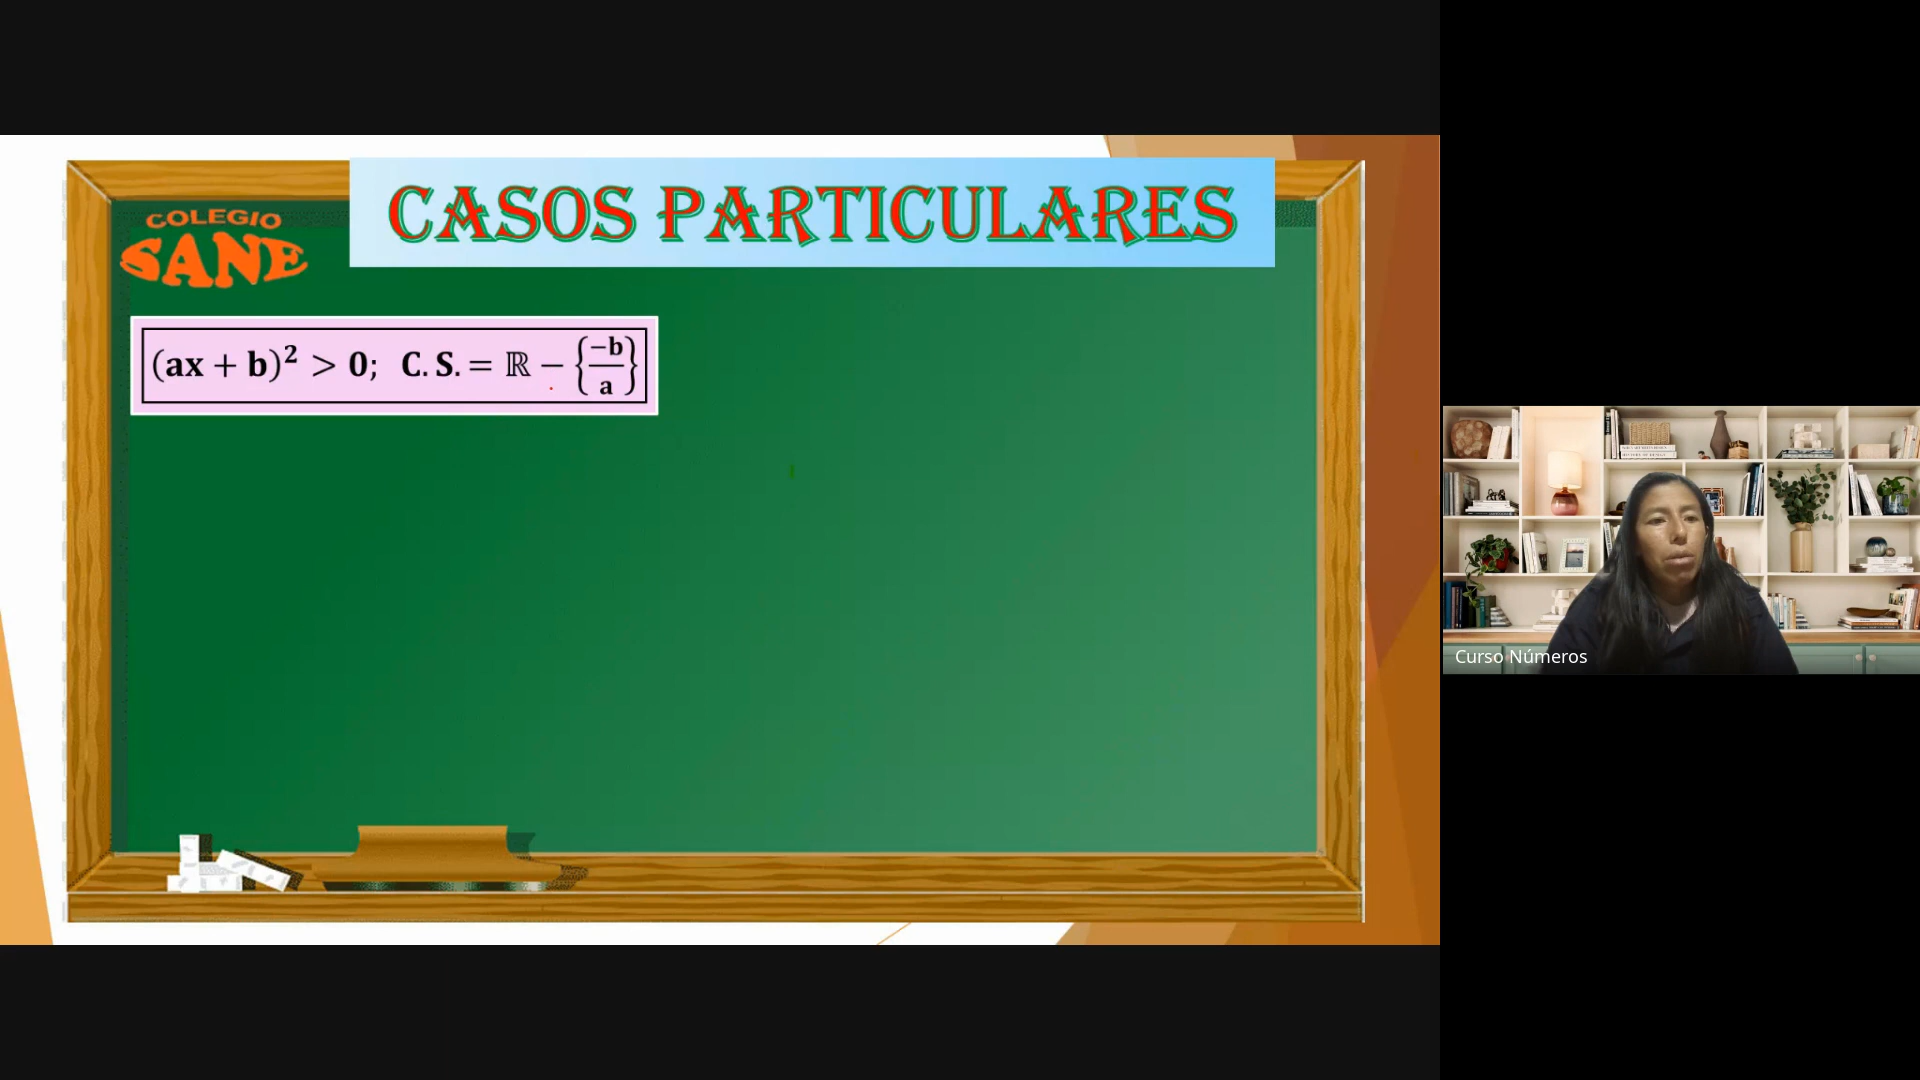 COLEGIO
SANE
CASOS PARTICULARES
(ax + b)² > 0; C. S. = ℝ − {−b/a}
Curso Números